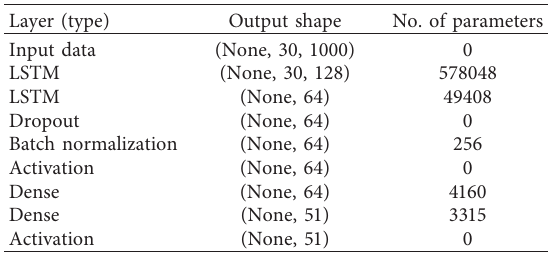 Layer (type) Output shape No. of parameters
Input data (None, 30, 1000) 0
LSTM (None, 30, 128) 578048
LSTM (None, 64) 49408
Dropout (None, 64) 0
Batch normalization (None, 64) 256
Activation (None, 64) 0
Dense (None, 64) 4160
Dense (None, 51) 3315
Activation (None, 51) 0